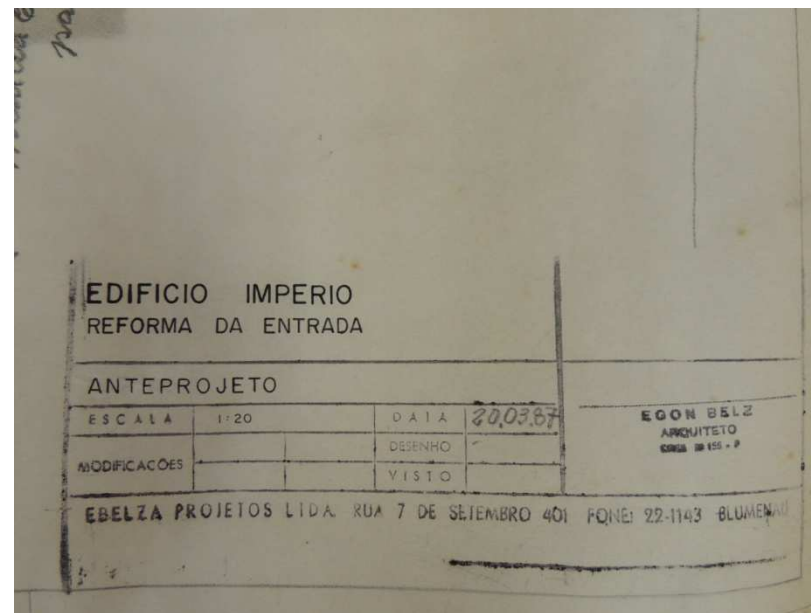 EDIFICIO IMPERIO
REFORMA DA ENTRADA
ANTEPROJETO
ESCALA 1:20 DATA 20.03.87
DESENHO
MODIFICACÕES
VISTO
EGON BELZ
ARQUITETO
EBELZA PROJETOS LTDA. RUA 7 DE SETEMBRO 401 FONE: 22-1143 BLUMENAU